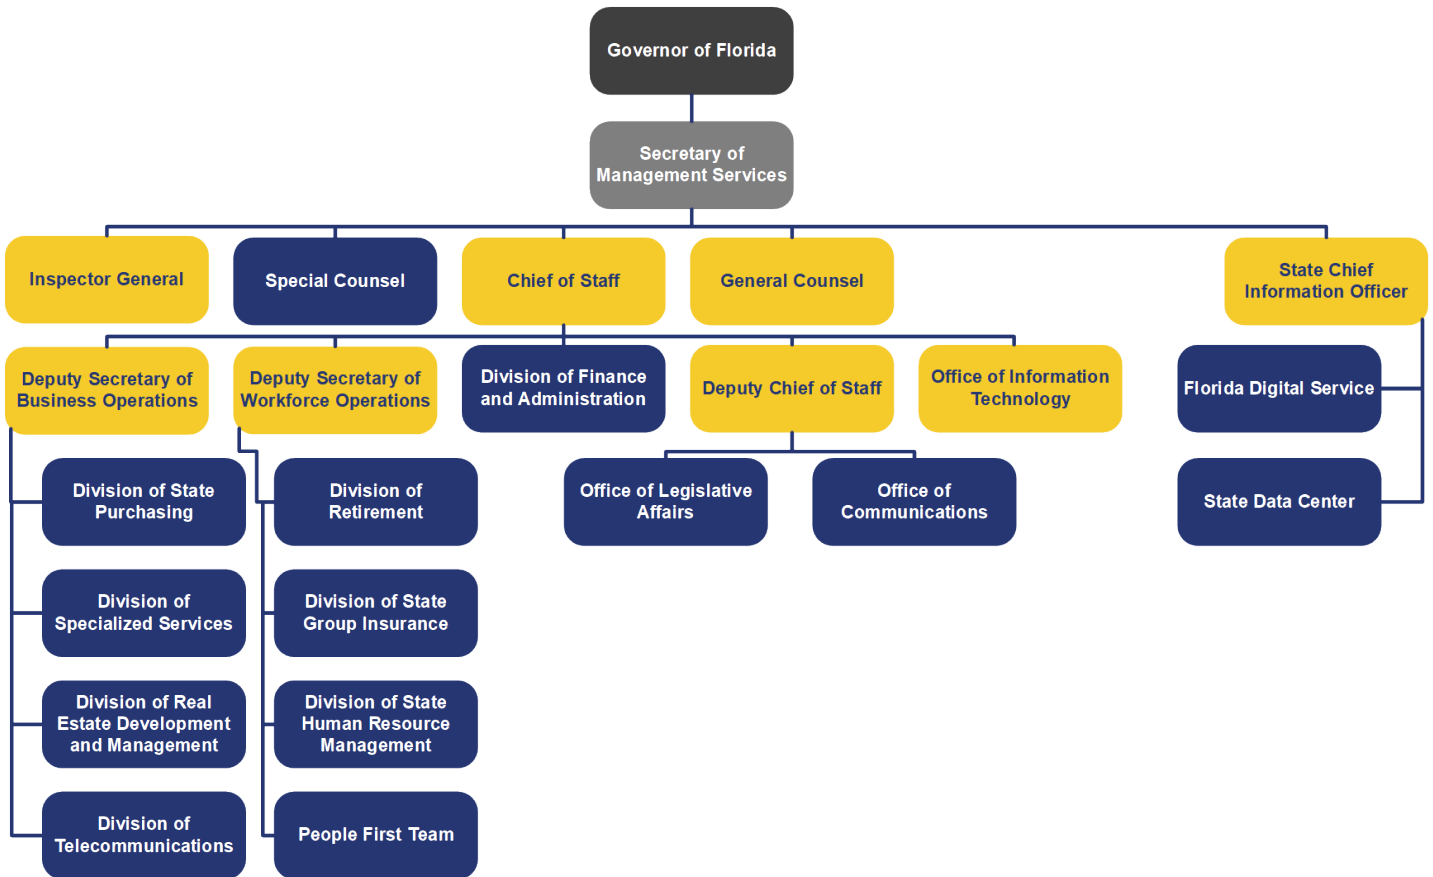 Governor of Florida
Secretary of
Management Services
Inspector General
Special Counsel
Chief of Staff
General Counsel
State Chief
Information Officer
Deputy Secretary of
Business Operations
Deputy Secretary of
Workforce Operations
Division of Finance
and Administration
Deputy Chief of Staff
Office of Information
Technology
Florida Digital Service
Division of State
Purchasing
Division of
Retirement
Office of Legislative
Affairs
Office of
Communications
State Data Center
Division of
Specialized Services
Division of State
Group Insurance
Division of Real
Estate Development
and Management
Division of State
Human Resource
Management
Division of
Telecommunications
People First Team